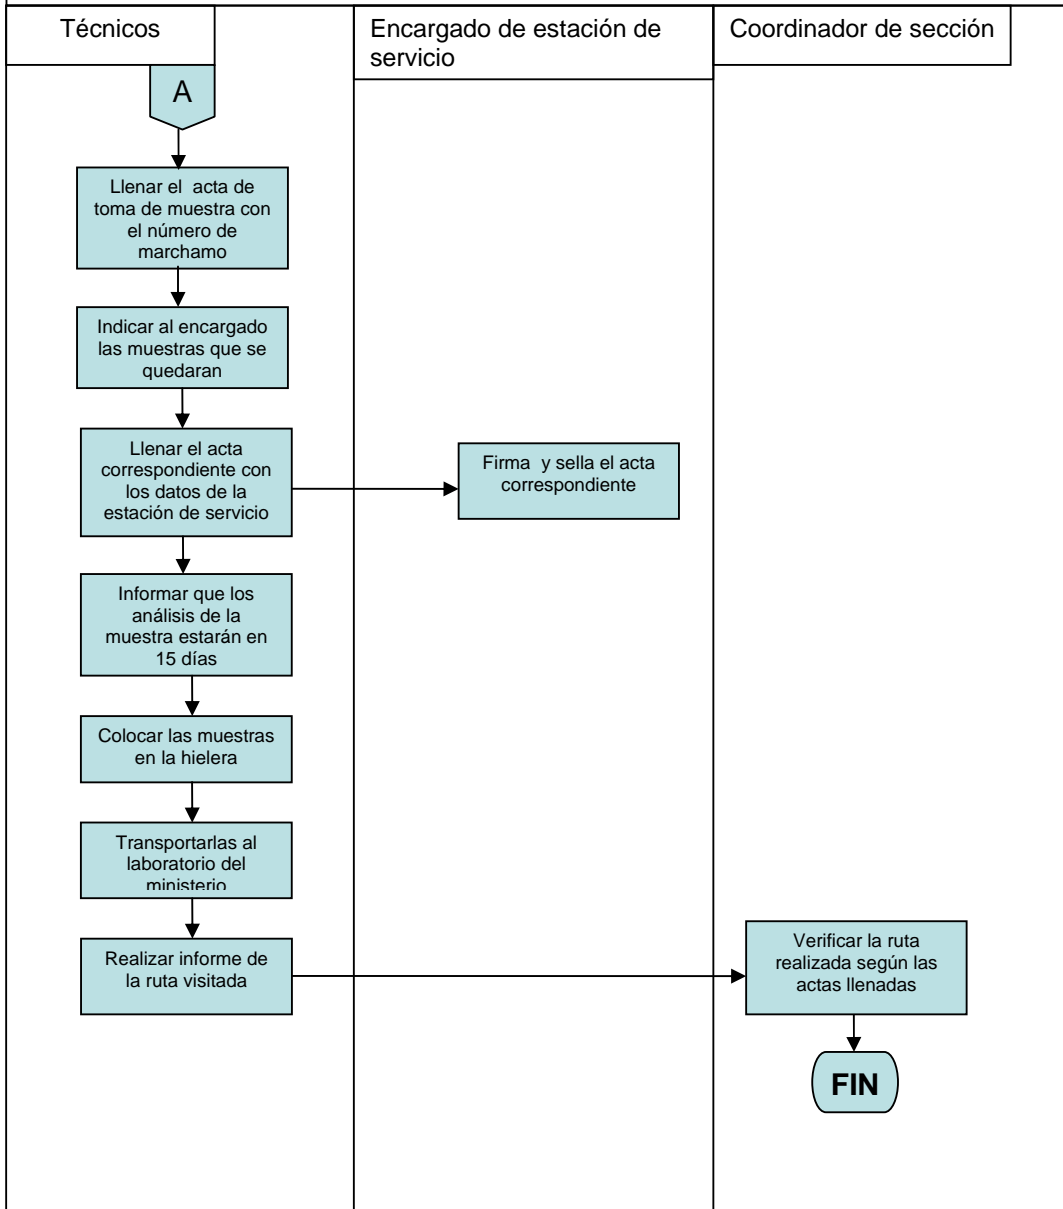 Técnicos
Encargado de estación de
servicio
Coordinador de sección
A
Llenar el acta de
toma de muestra con
el número de
marchamo
Indicar al encargado
las muestras que se
quedaran
Llenar el acta
correspondiente con
los datos de la
estación de servicio
Firma y sella el acta
correspondiente
Informar que los
análisis de la
muestra estarán en
15 días
Colocar las muestras
en la hielera
Transportarlas al
laboratorio del
ministerio
Realizar informe de
la ruta visitada
Verificar la ruta
realizada según las
actas llenadas
FIN